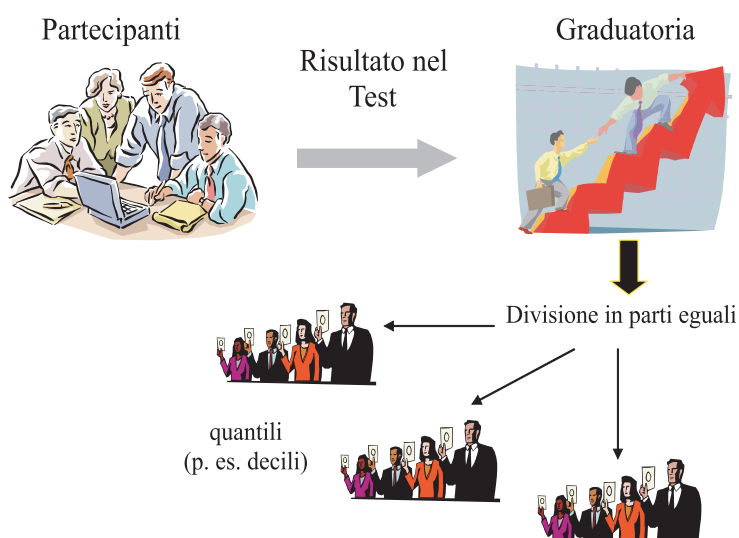 Partecipanti
Risultato nel
Test
Graduatoria
Divisione in parti eguali
quantili
(p. es. decili)